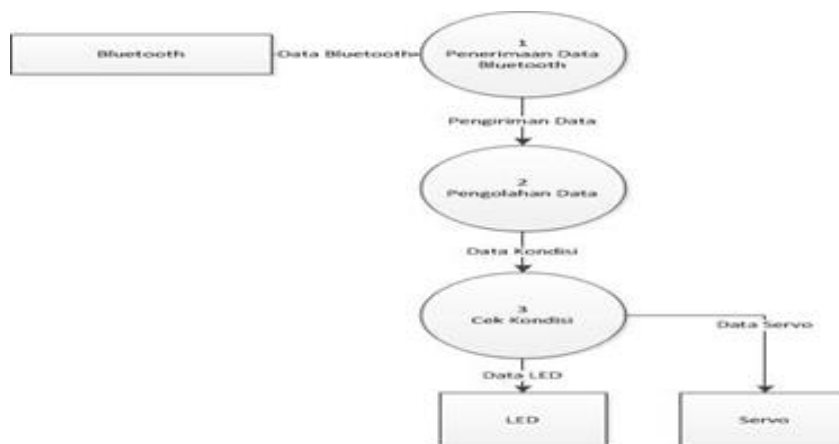 Bluetooth
Data Bluetooth
1
Penerimaan Data
Bluetooth
Pengiriman Data
2
Pengolahan Data
Data Kondisi
3
Cek Kondisi
Data Servo
Data LED
LED
Servo